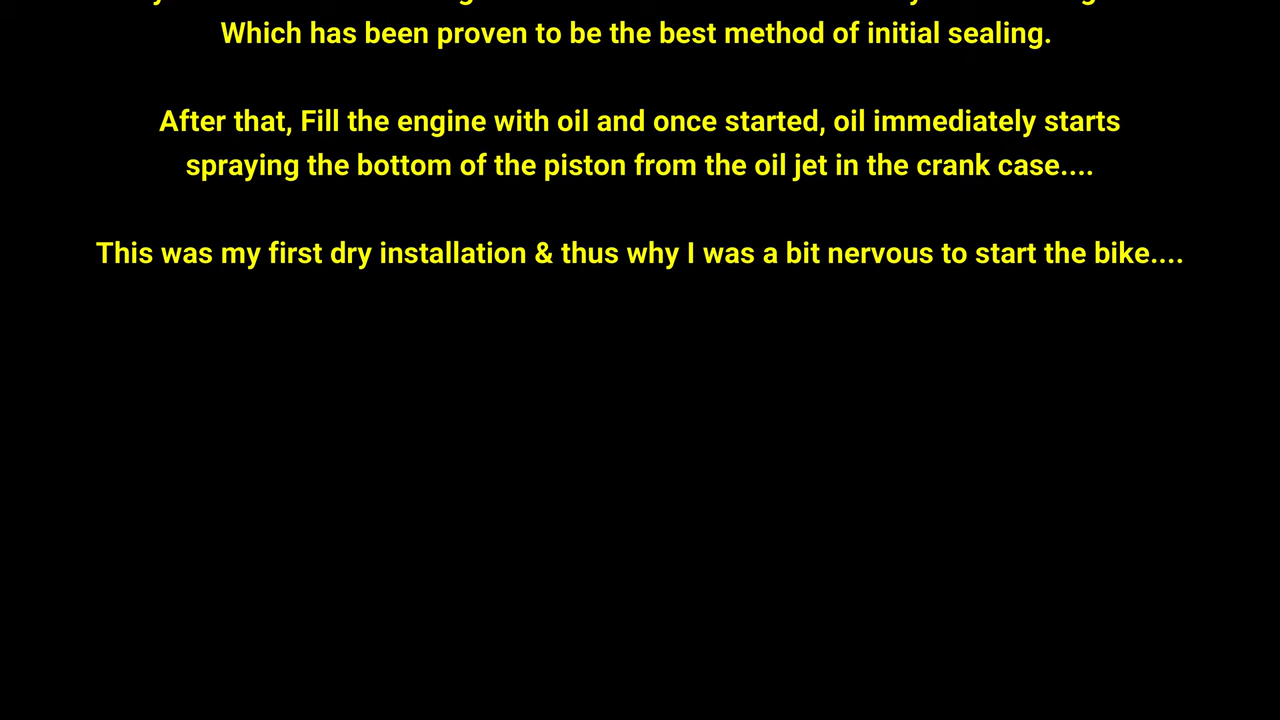 Which has been proven to be the best method of initial sealing.
After that, Fill the engine with oil and once started, oil immediately starts
spraying the bottom of the piston from the oil jet in the crank case....
This was my first dry installation & thus why I was a bit nervous to start the bike....